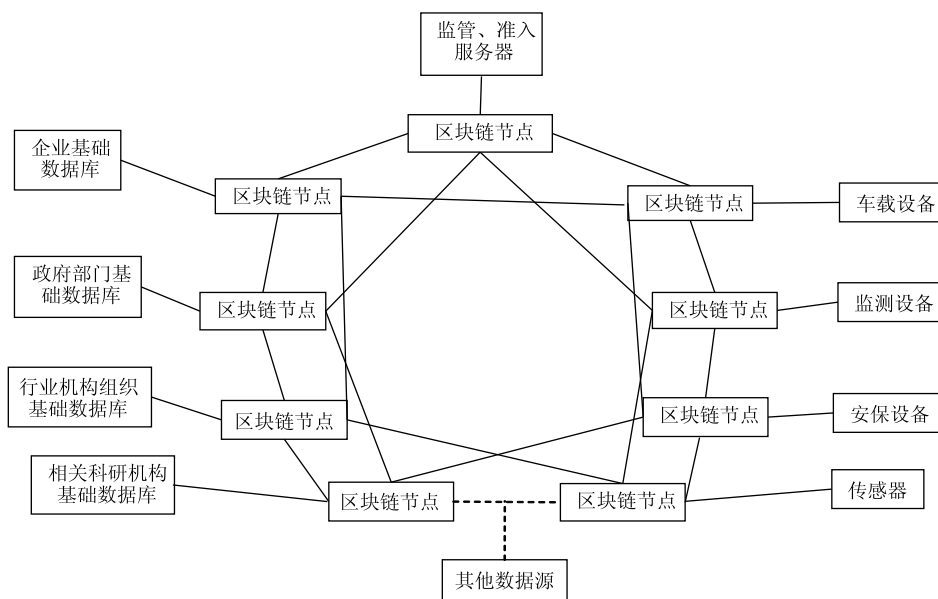 监管、准入
服务器
区块链节点
企业基础
数据库
区块链节点
区块链节点
车载设备
政府部门基
础数据库
区块链节点
区块链节点
监测设备
行业机构组织
基础数据库
区块链节点
区块链节点
安保设备
相关科研机构
基础数据库
区块链节点
区块链节点
传感器
其他数据源